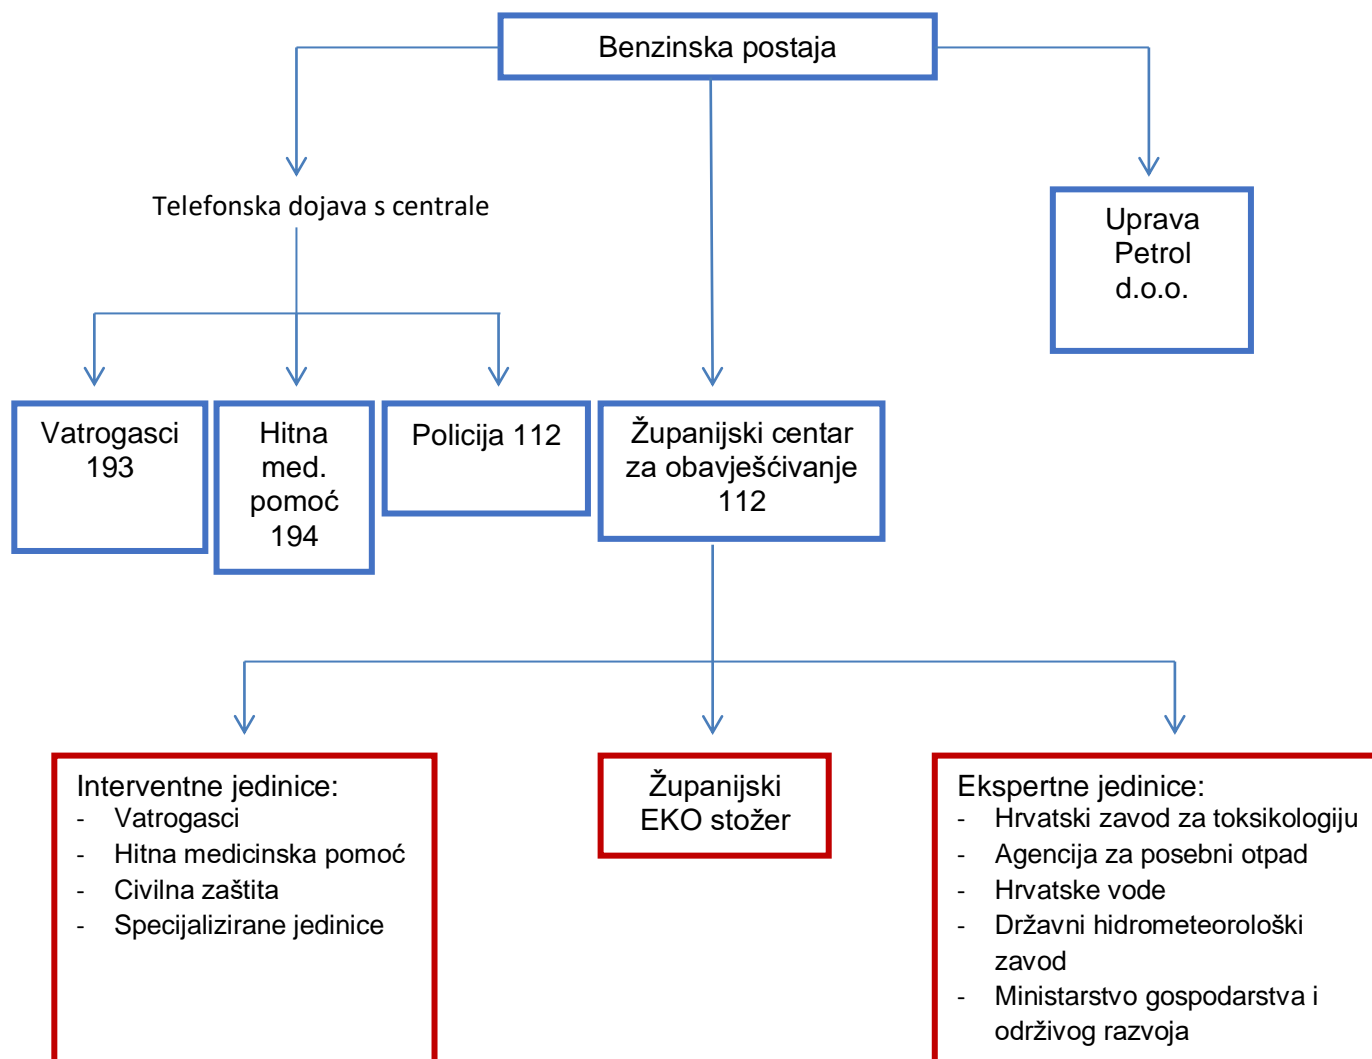 Benzinska postaja
Telefonska dojava s centrale
Uprava
Petrol
d.o.o.
Vatrogasci
193
Hitna
med.
pomoć
194
Policija 112
Županijski centar
za obavješćivanje
112
Interventne jedinice:
- Vatrogasci
- Hitna medicinska pomoć
- Civilna zaštita
- Specijalizirane jedinice
Županijski
EKO stožer
Ekspertne jedinice:
- Hrvatski zavod za toksikologiju
- Agencija za posebni otpad
- Hrvatske vode
- Državni hidrometeorološki
zavod
- Ministarstvo gospodarstva i
održivog razvoja